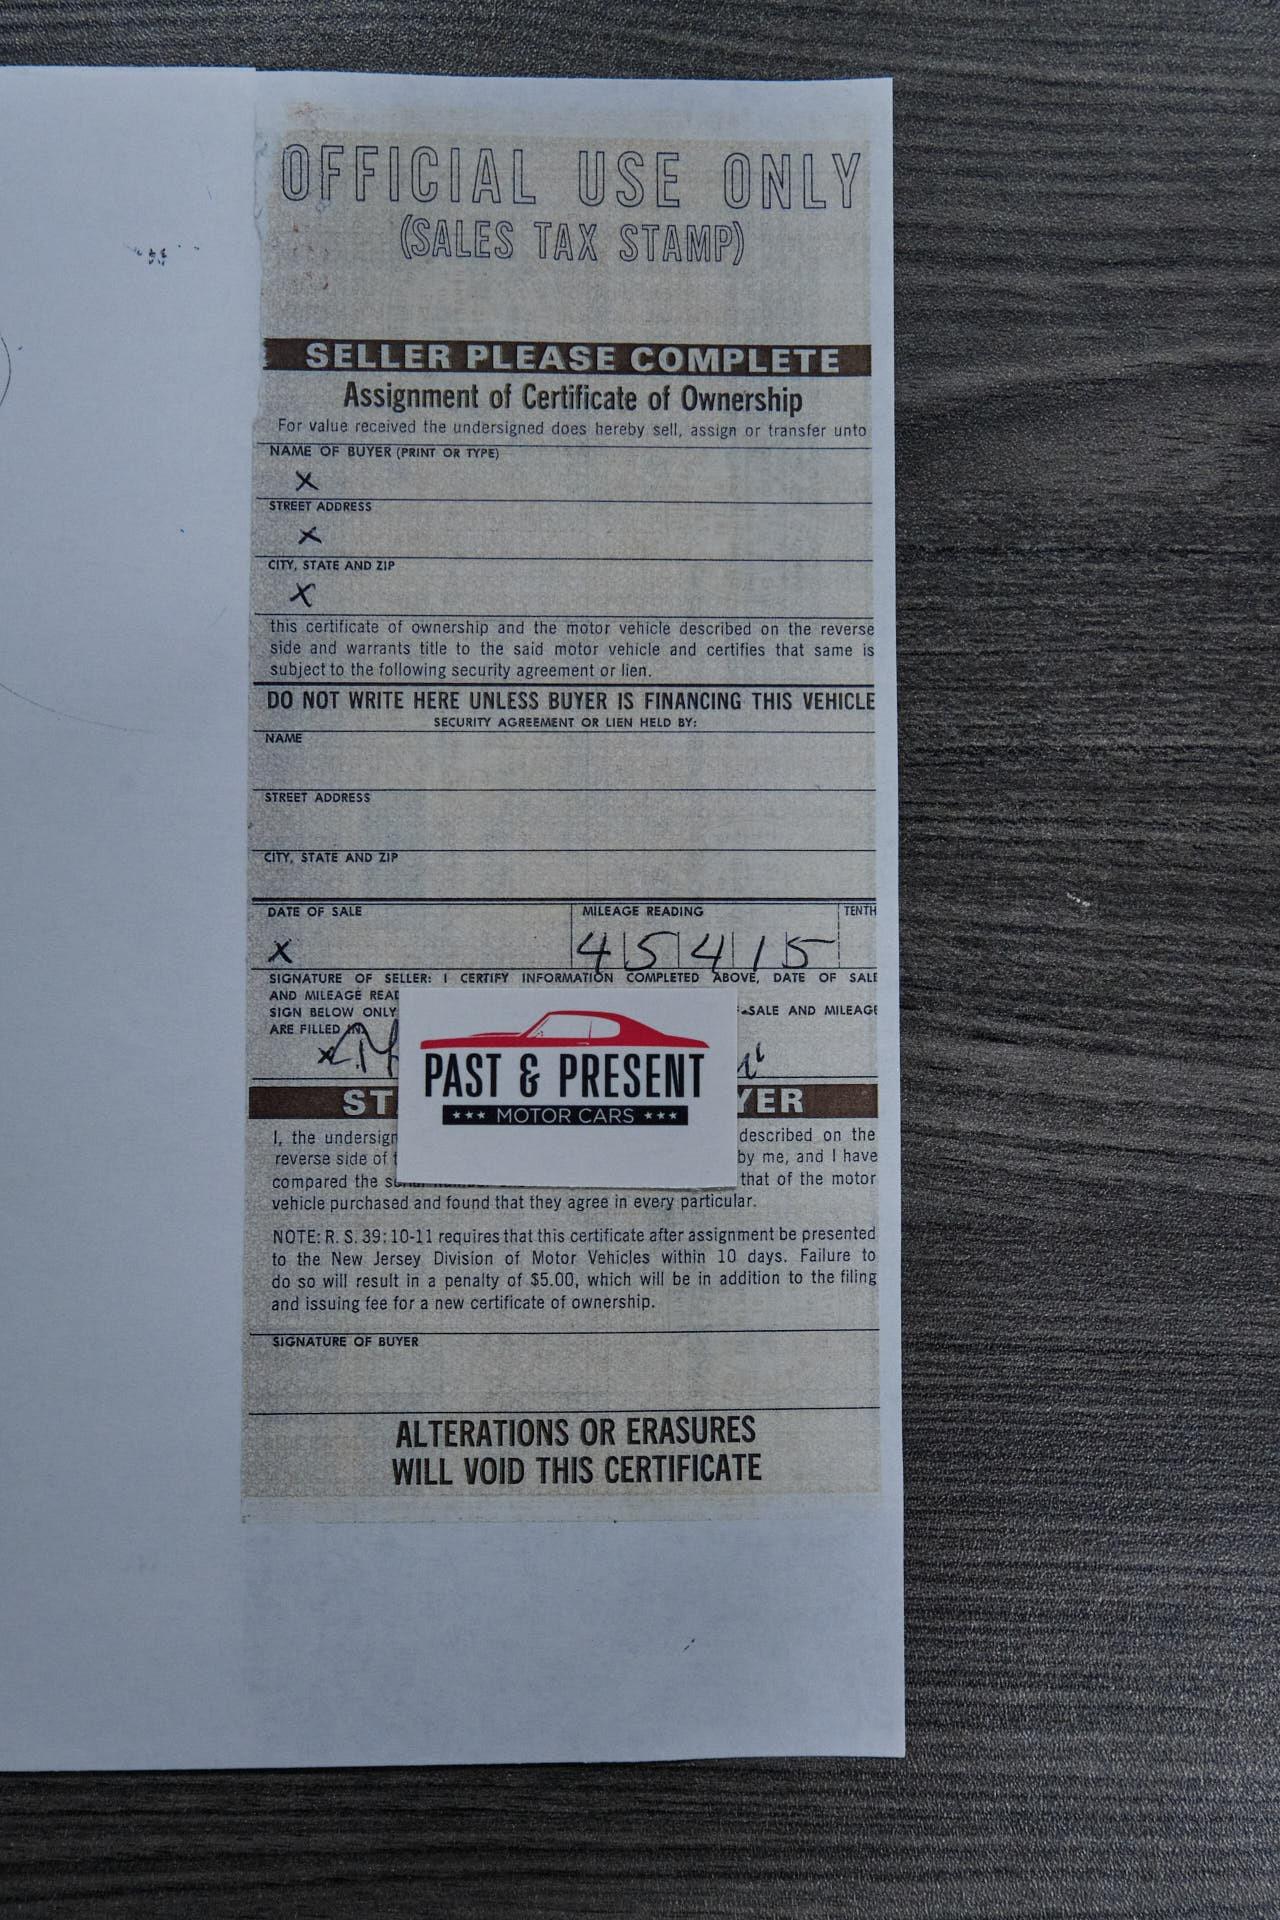 OFFICIAL USE ONLY
(SALES TAX STAMP)
SELLER PLEASE COMPLETE
Assignment of Certificate of Ownership
For value received the undersigned does hereby sell, assign or transfer unto
NAME OF BUYER (PRINT OR TYPE)
X
STREET ADDRESS
X
CITY, STATE AND ZIP
X
this certificate of ownership and the motor vehicle described on the reverse
side and warrants title to the said motor vehicle and certifies that same is
subject to the following security agreement or lien.
DO NOT WRITE HERE UNLESS BUYER IS FINANCING THIS VEHICLE
SECURITY AGREEMENT OR LIEN HELD BY:
NAME
STREET ADDRESS
CITY, STATE AND ZIP
DATE OF SALE MILEAGE READING TENTH
X 45415
SIGNATURE OF SELLER: I CERTIFY INFORMATION COMPLETED ABOVE, DATE OF SALE
AND MILEAGE
SIGN BELOW ONLY SALE AND MILEAGE
ARE FILLED IN
X
PAST & PRESENT
MOTOR CARS
I, the described on the
reverse side of by me, and I have
compared the that of the motor
vehicle purchased and found that they agree in every particular.
NOTE: R. S. 39:10-11 requires that this certificate after assignment be presented
to the New Jersey Division of Motor Vehicles within 10 days. Failure to
do so will result in a penalty of $5.00, which will be in addition to the filing
and issuing fee for a new certificate of ownership.
SIGNATURE OF BUYER
ALTERATIONS OR ERASURES
WILL VOID THIS CERTIFICATE